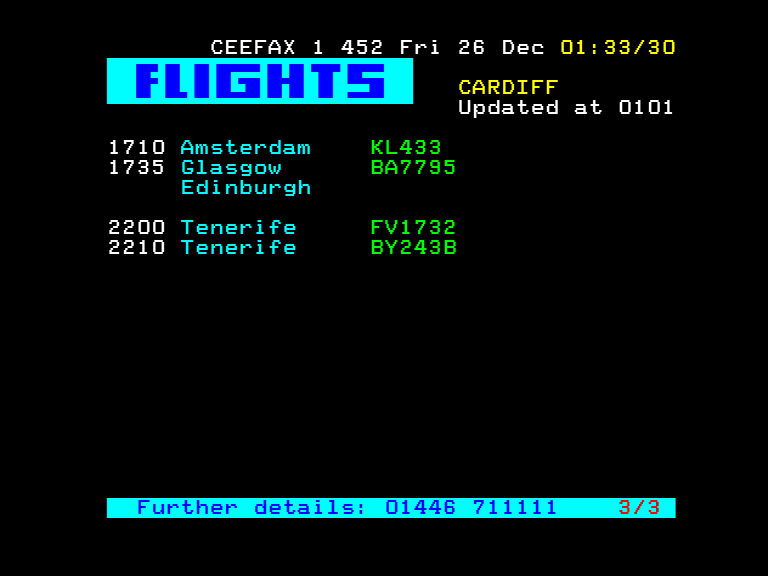 CEEFAX 1 452 Fri 26 Dec 01:33/30
FLIGHTS
CARDIFF
Updated at 0101
1710 Amsterdam KL433
1735 Glasgow BA7795
Edinburgh
2200 Tenerife FV1732
2210 Tenerife BY243B
Further details: 01446 711111 3/3